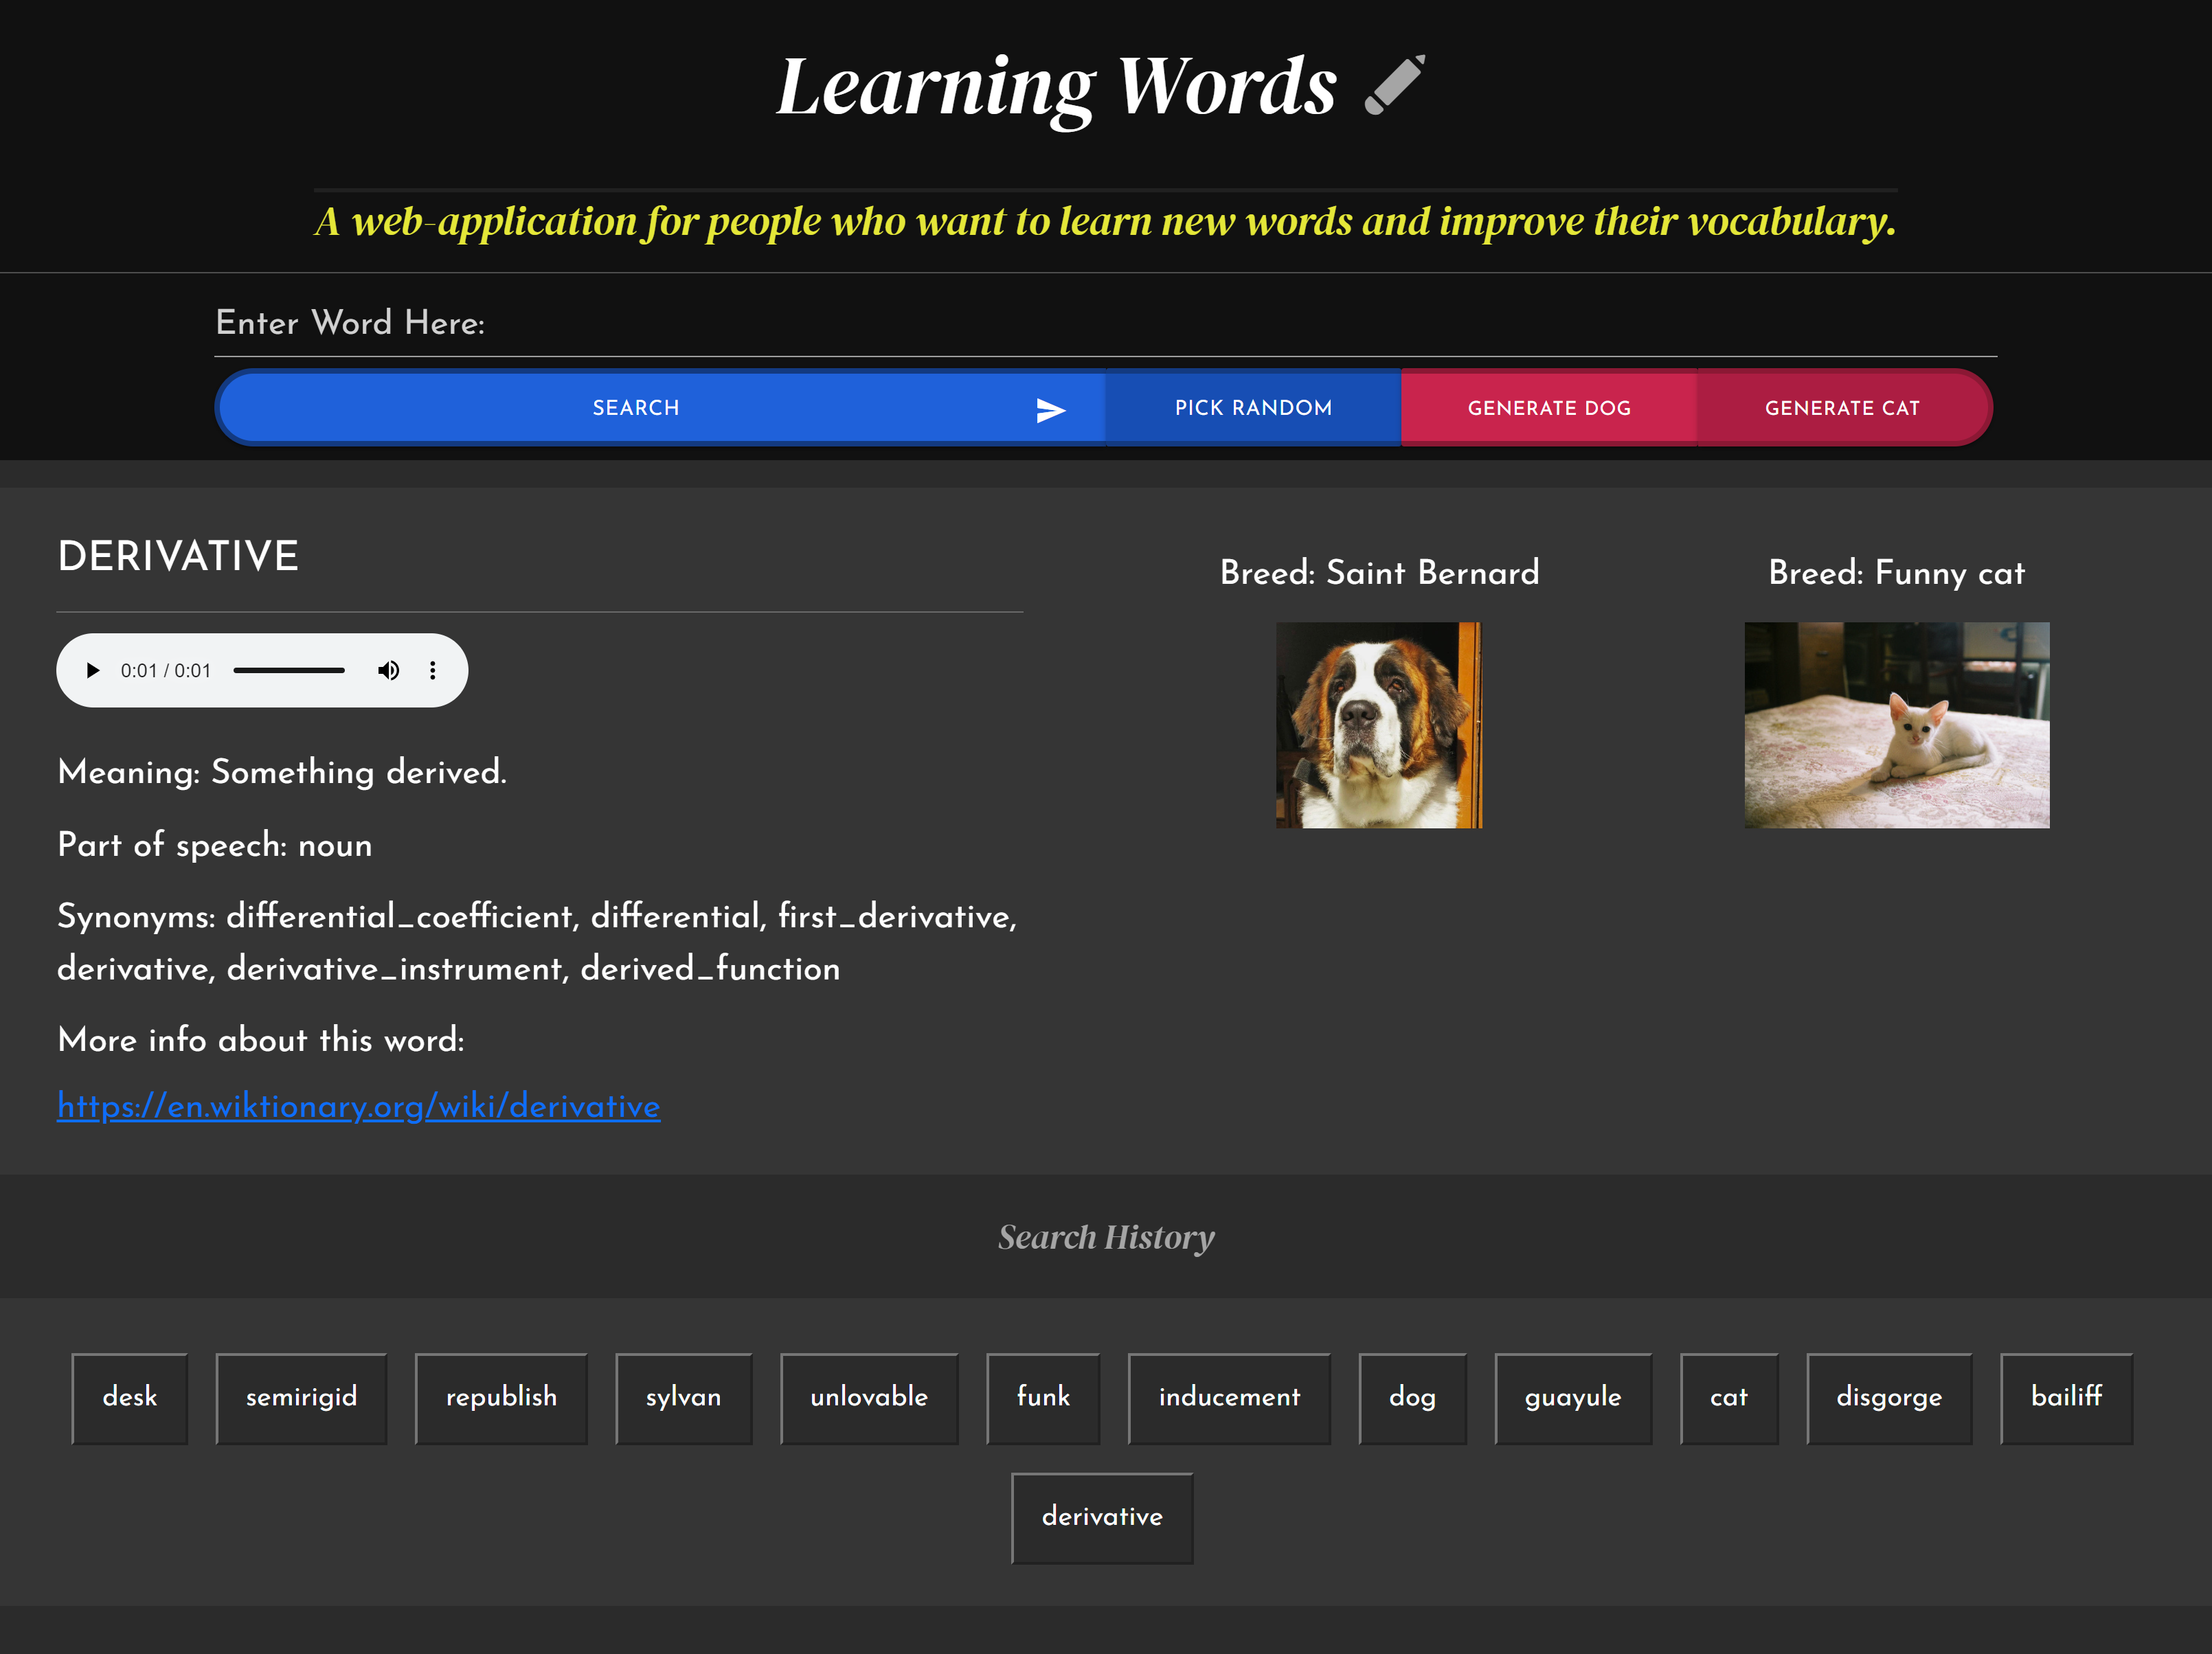 Learning Words
A web-application for people who want to learn new words and improve their vocabulary.
Enter Word Here:
SEARCH
PICK RANDOM
GENERATE DOG
GENERATE CAT
DERIVATIVE
0:01 / 0:01
Meaning: Something derived.
Part of speech: noun
Synonyms: differential_coefficient, differential, first_derivative,
derivative, derivative_instrument, derived_function
More info about this word:
https://en.wiktionary.org/wiki/derivative
Breed: Saint Bernard
Breed: Funny cat
Search History
desk
semirigid
republish
sylvan
unlovable
funk
inducement
dog
guayule
cat
disgorge
bailiff
derivative